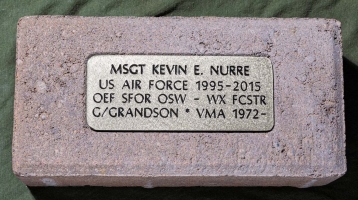 MSGT KEVIN E. NURRE
US AIR FORCE 1995-2015
OEF SFOR OSW - WX FCSTR
G/GRANDSON * VMA 1972-